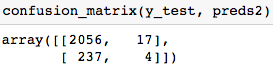 confusion_matrix(y_test, preds2)
array([[2056,   17],
       [ 237,    4]])